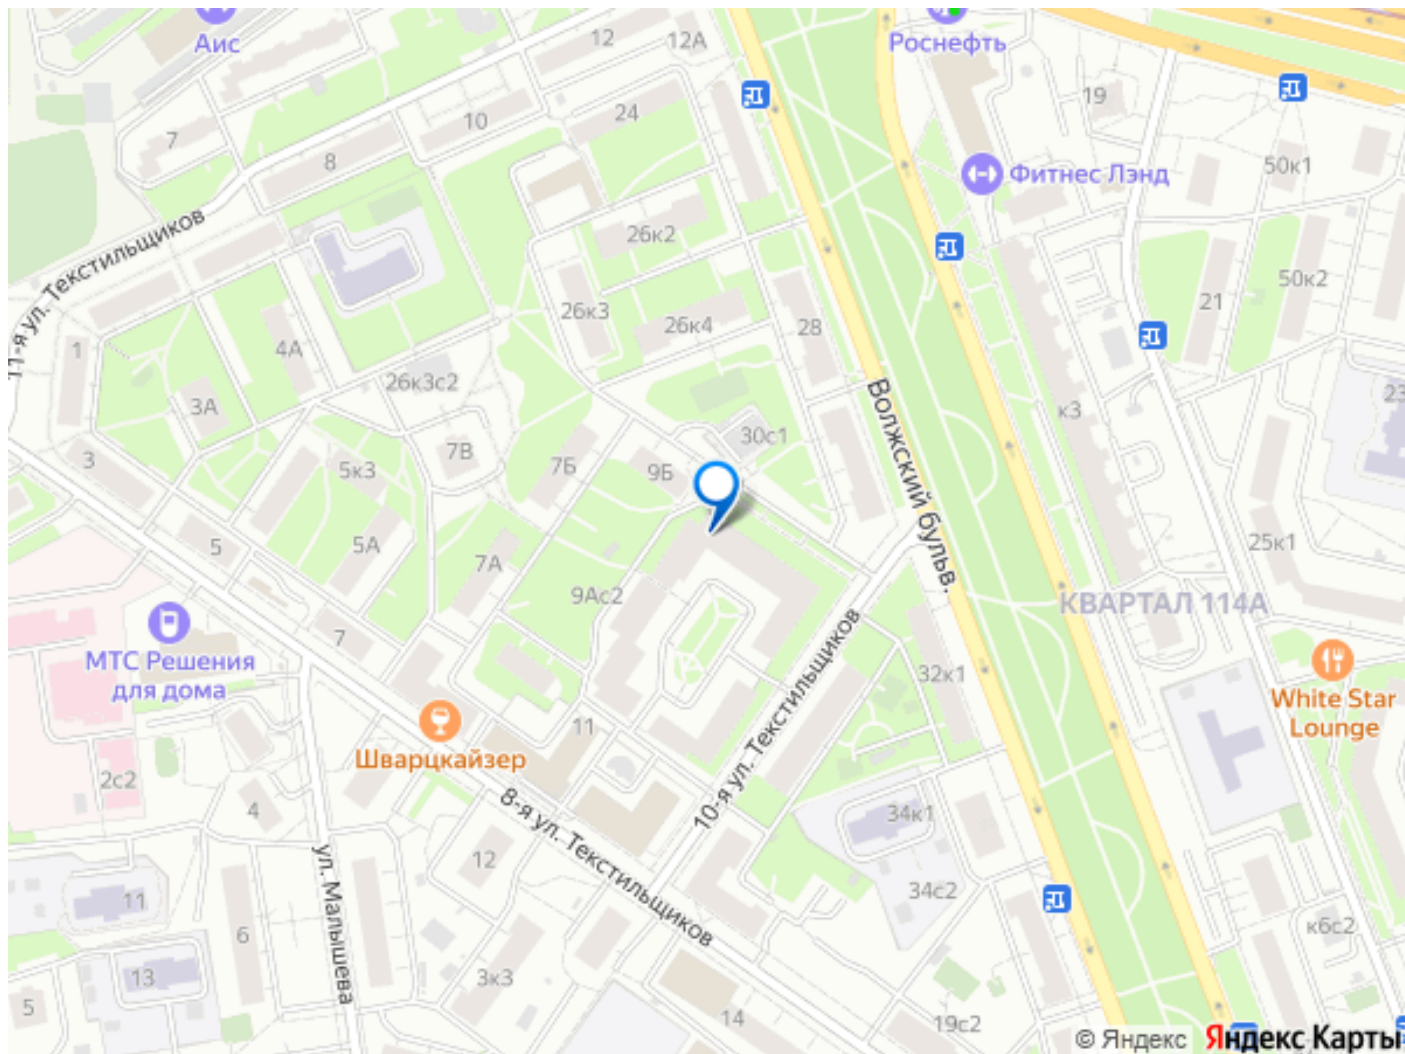 Аис
Роснефть
12
12А
24
10
8
7
19
50к1
Фитнес Лэнд
11-я ул. Текстильщиков
26к2
26к3
26к4
28
21
50к2
1
4А
3А
26к3с2
23
к3
Волжский бульв.
30с1
3
5к3
7В
7Б
9Б
5
5А
7А
9Ас2
25к1
КВАРТАЛ 114А
МТС Решения
для дома
7
11
10-я ул. Текстильщиков
32к1
White Star
Lounge
Шварцкайзер
2с2
4
8-я ул. Текстильщиков
34к1
12
34с2
11
ул. Малышева
6
13
5
3к3
14
19с2
к6с2
© Яндекс
Яндекс Карты